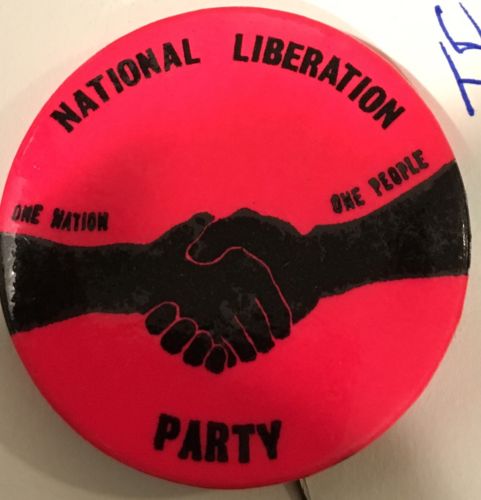 NATIONAL LIBERATION
ONE NATION
ONE PEOPLE
PARTY